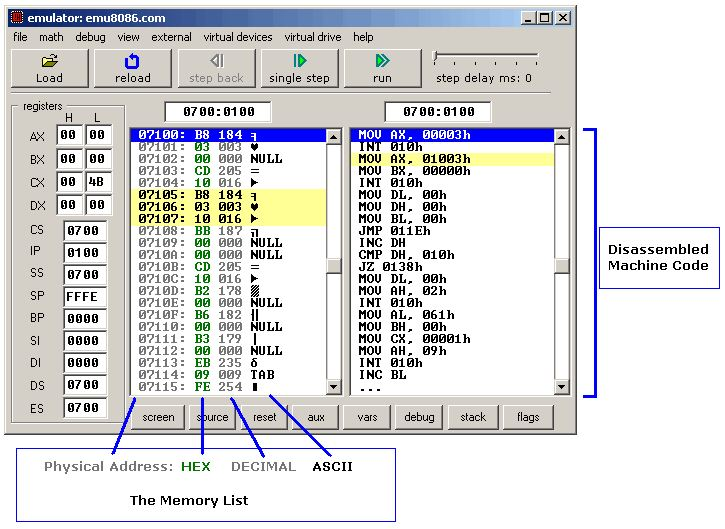 emulator: emu8086.com
file math debug view external virtual devices virtual drive help
Load reload step back single step run step delay ms: 0
registers
H L
AX 00 00
BX 00 00
CX 00 4B
DX 00 00
CS 0700
IP 0100
SS 0700
SP FFFE
BP 0000
SI 0000
DI 0000
DS 0700
ES 0700
0700:0100
07100: B8 184 ╕
07101: 03 003 ♥
07102: 00 000 NULL
07103: CD 205 =
07104: 10 016 ►
07105: B8 184 ╕
07106: 03 003 ♥
07107: 10 016 ►
07108: BB 187 ╗
07109: 00 000 NULL
0710A: 00 000 NULL
0710B: CD 205 =
0710C: 10 016 ►
0710D: B2 178 ▓
0710E: 00 000 NULL
0710F: B6 182 ╢
07110: 00 000 NULL
07111: B3 179 │
07112: 00 000 NULL
07113: EB 235 δ
07114: 09 009 TAB
07115: FE 254 ■
0700:0100
MOV AX, 00003h
INT 010h
MOV AX, 01003h
MOV BX, 00000h
INT 010h
MOV DL, 00h
MOV DH, 00h
MOV BL, 00h
JMP 011Eh
INC DH
CMP DH, 010h
JZ 0138h
MOV DL, 00h
MOV AH, 02h
INT 010h
MOV AL, 061h
MOV BH, 00h
MOV CX, 00001h
MOV AH, 09h
INT 010h
INC BL
...
screen source reset aux vars debug stack flags
Disassembled
Machine Code
Physical Address: HEX DECIMAL ASCII
The Memory List